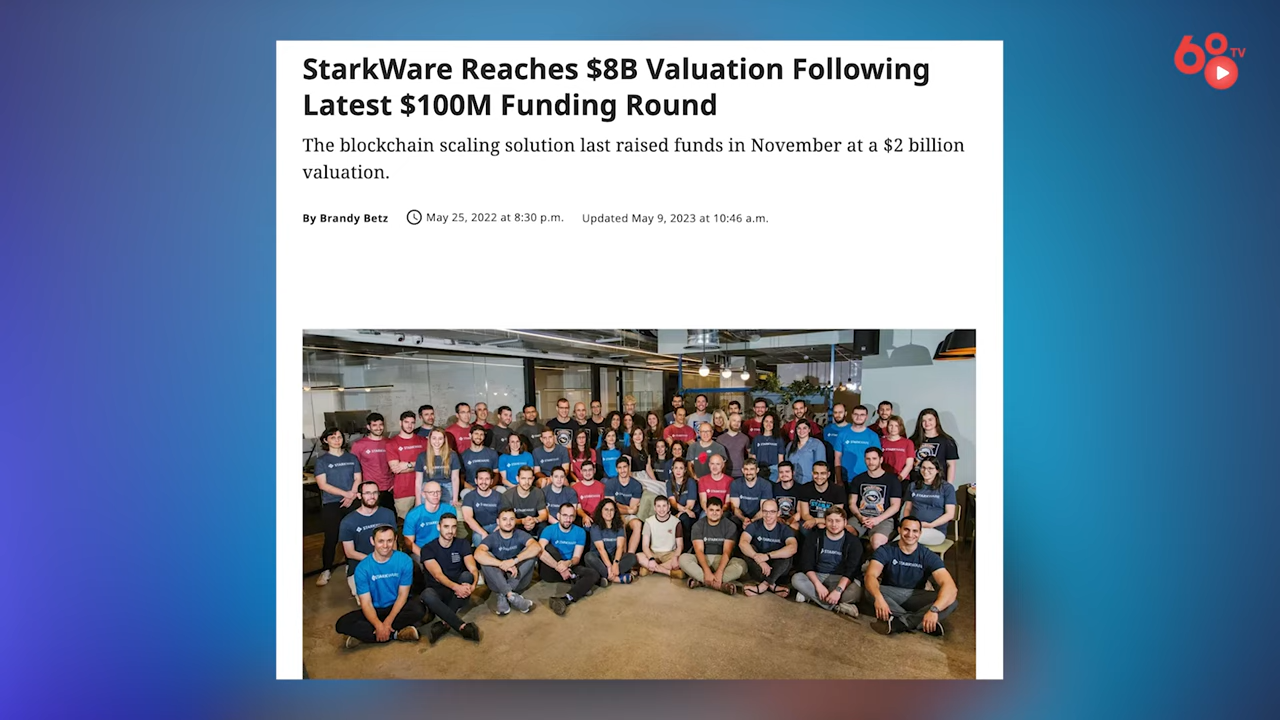 StarkWare Reaches $8B Valuation Following
Latest $100M Funding Round
The blockchain scaling solution last raised funds in November at a $2 billion
valuation.
By Brandy Betz May 25, 2022 at 8:30 p.m. Updated May 9, 2023 at 10:46 a.m.
68 TV